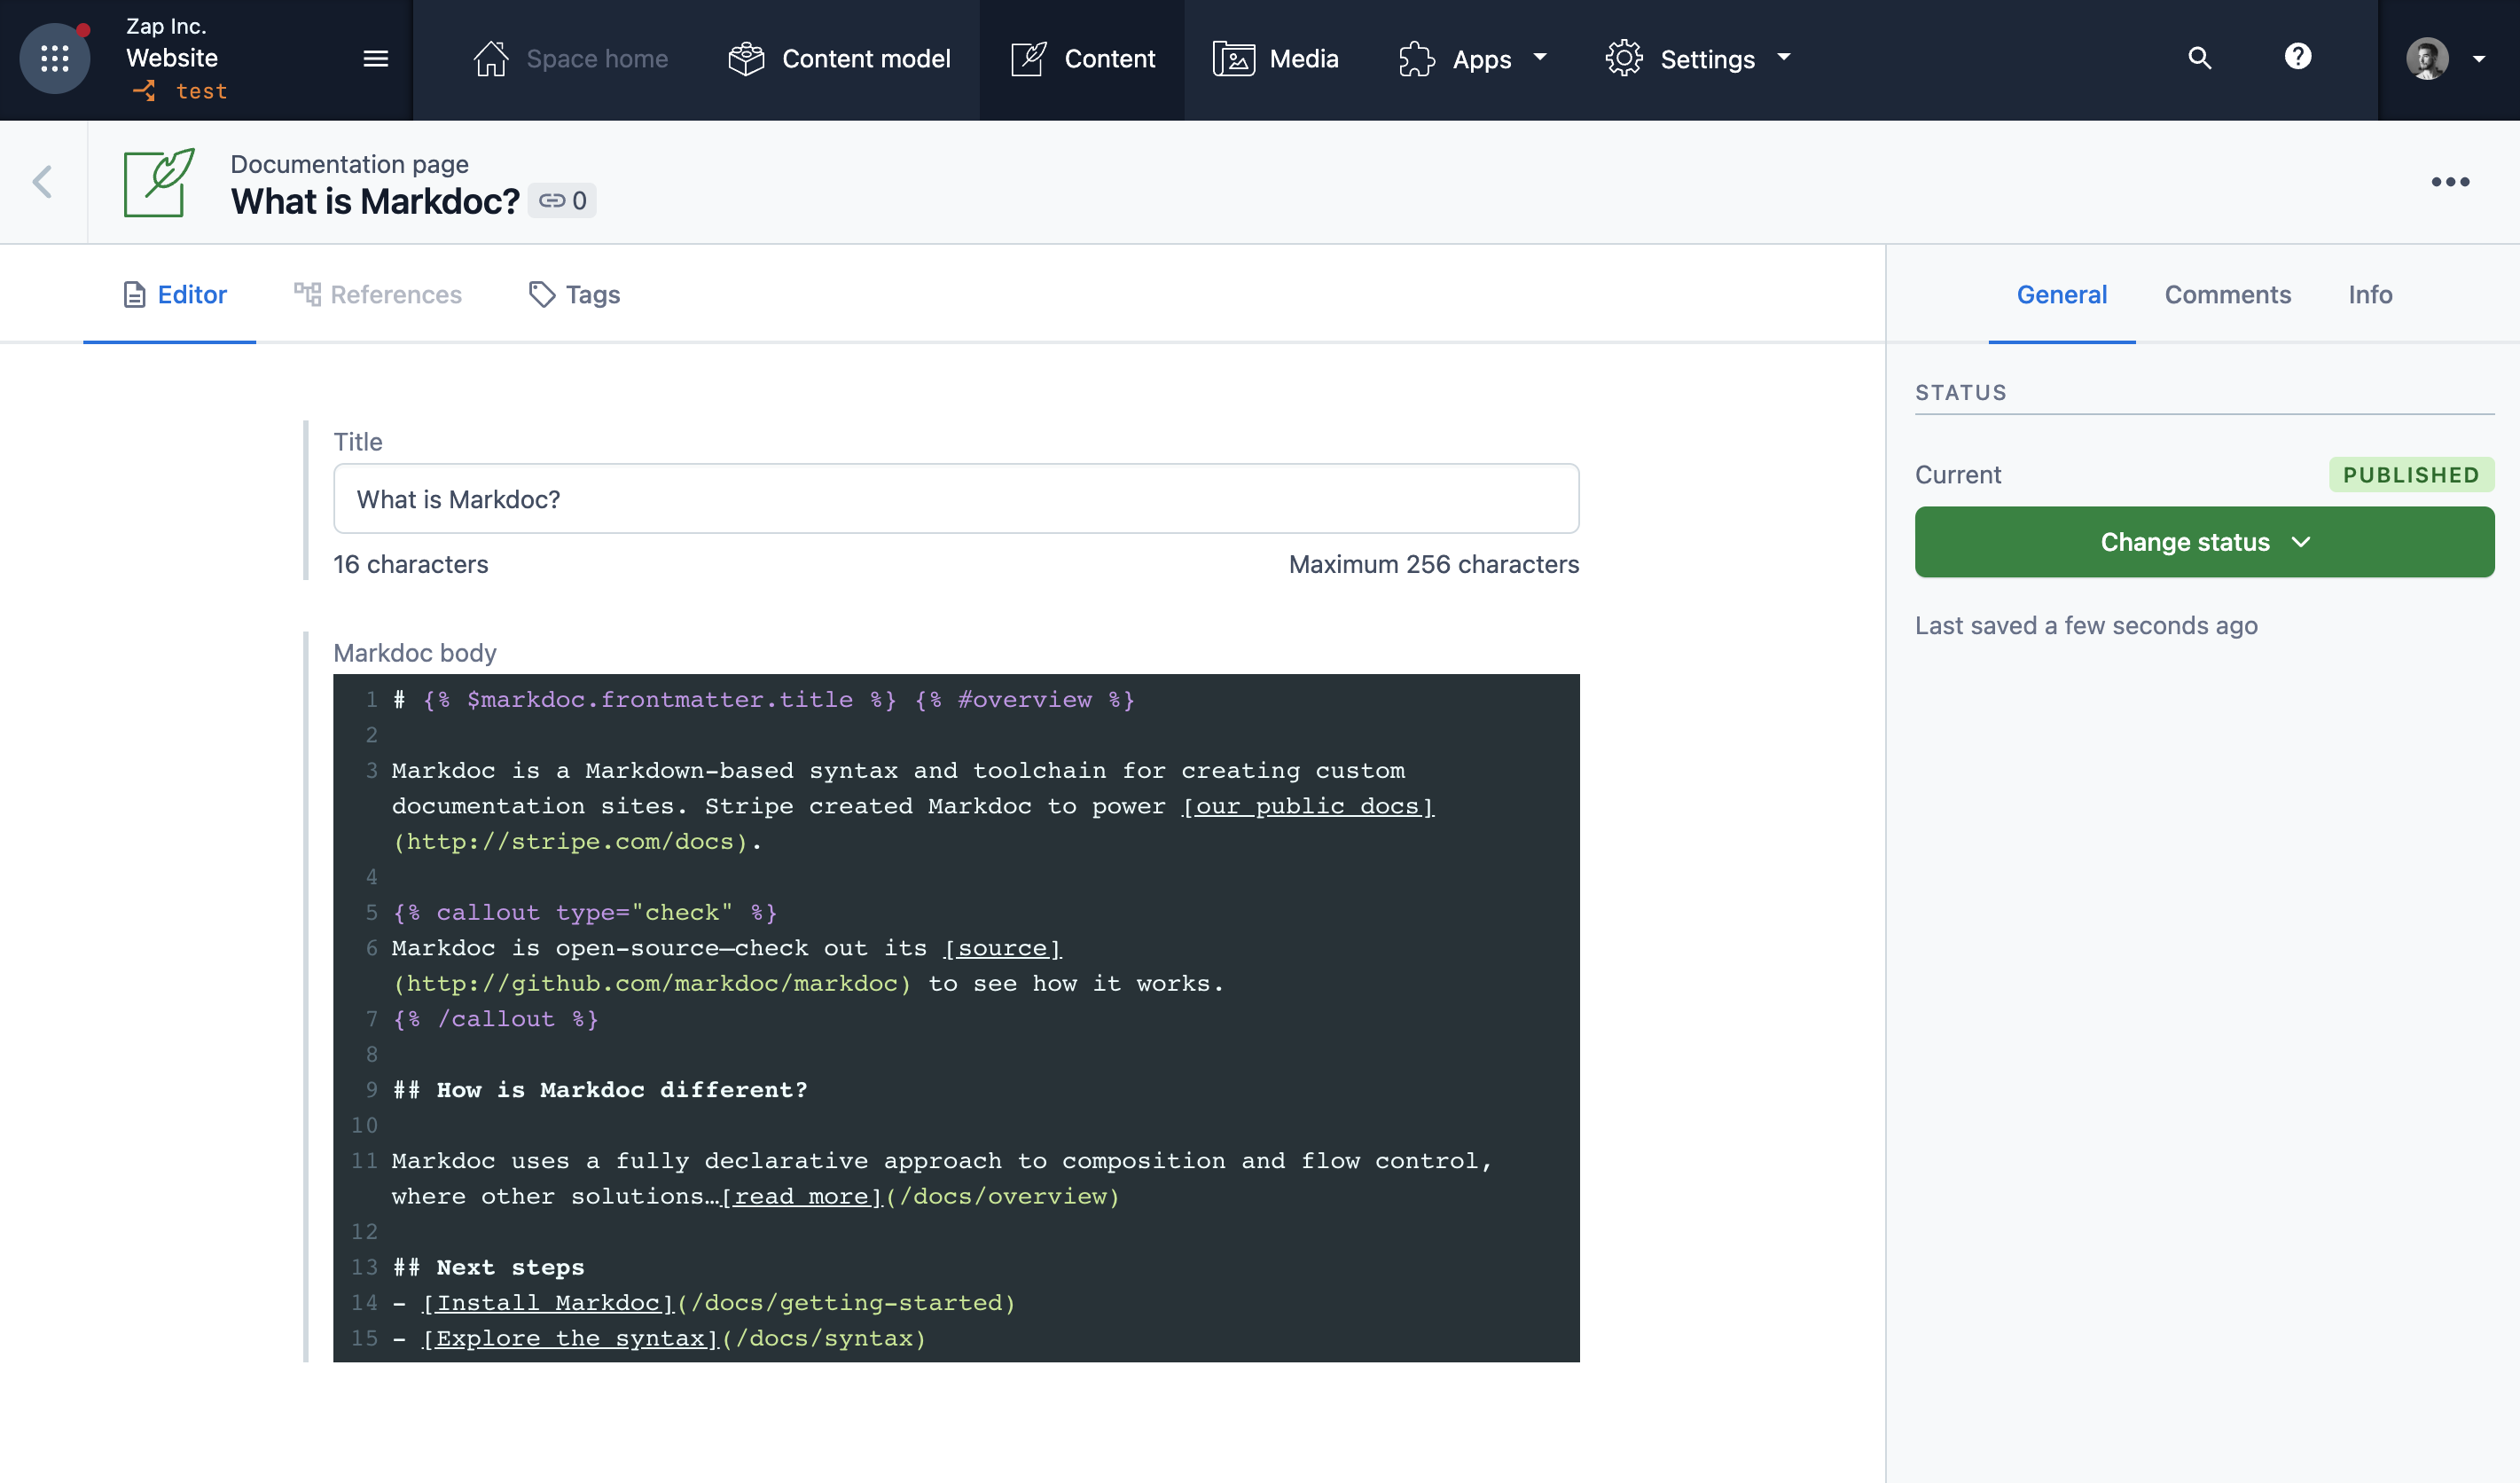 Zap Inc.
Website
test
Space home
Content model
Content
Media
Apps
Settings
Documentation page
What is Markdoc? 0
Editor
References
Tags
General
Comments
Info
Title
What is Markdoc?
16 characters
Maximum 256 characters
Markdoc body
1 # {% $markdoc.frontmatter.title %} {% #overview %}
2
3 Markdoc is a Markdown-based syntax and toolchain for creating custom
documentation sites. Stripe created Markdoc to power [our public docs]
(http://stripe.com/docs).
4
5 {% callout type="check" %}
6 Markdoc is open-source—check out its [source]
(http://github.com/markdoc/markdoc) to see how it works.
7 {% /callout %}
8
9 ## How is Markdoc different?
10
11 Markdoc uses a fully declarative approach to composition and flow control,
where other solutions…[read more](/docs/overview)
12
13 ## Next steps
14 - [Install Markdoc](/docs/getting-started)
15 - [Explore the syntax](/docs/syntax)
STATUS
Current
PUBLISHED
Change status
Last saved a few seconds ago